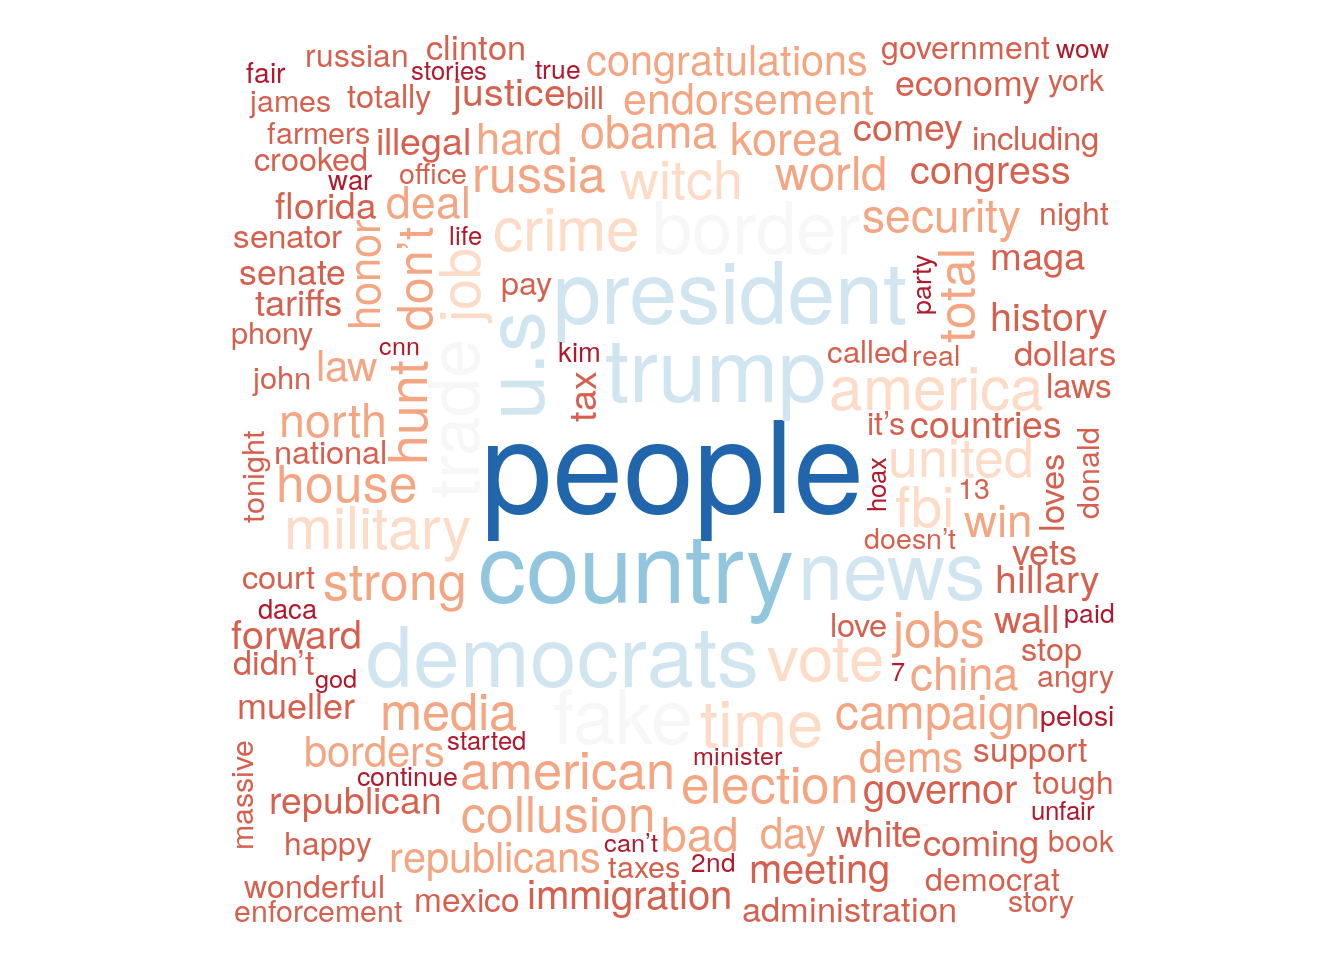 russian clinton congratulations government wow
fair stories true
james totally justice bill endorsement economy york
farmers illegal hard obama korea comey including
crooked war office russia witch world congress
florida deal crime border security night
senator honor don't life
senate job pay president party total maga
tariffs u.s history
phony cnn kim trump called real dollars
john law hunt trade tax america laws
north people it's countries
tonight national hoax united loves donald
house fbi 13
military win
doesn't vets
court strong country news hillary
daca love jobs wall paid
forward
didn't god democrats vote 7 china stop angry
mueller media fake time campaign pelosi
massive borders started minister dems support
continue american election governor tough
republican unfair
happy collusion can't bad day white coming book
republicans taxes 2nd meeting democrat
wonderful mexico immigration administration story
enforcement